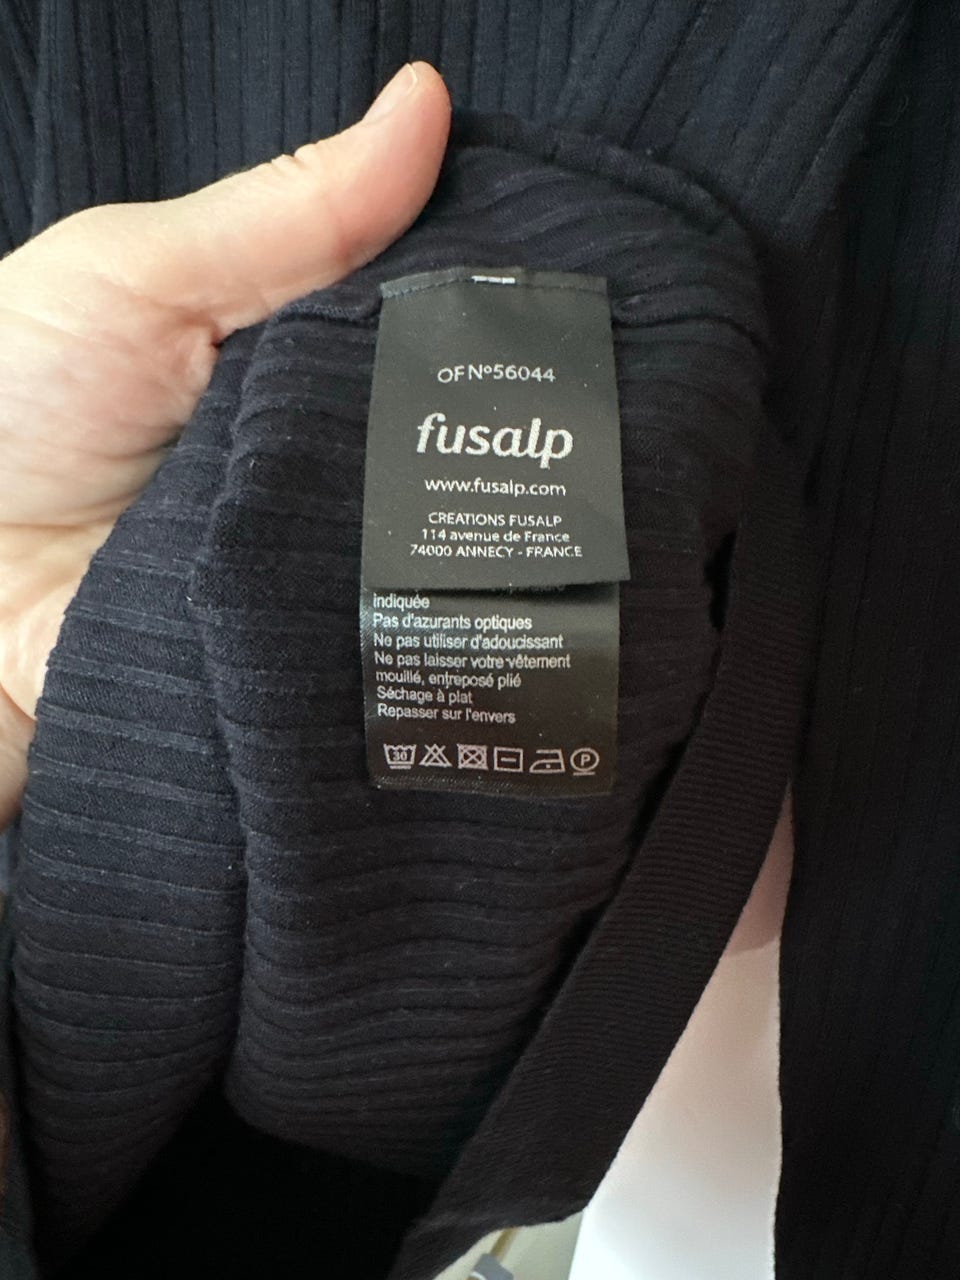 OF Nº56044
fusalp
www.fusalp.com
CREATIONS FUSALP
114 avenue de France
74000 ANNECY - FRANCE
indiquée
Pas d'azurants optiques
Ne pas utiliser d'adoucissant
Ne pas laisser votre vêtement
mouillé, entreposé plié
Séchage à plat
Repasser sur l'envers
30 P